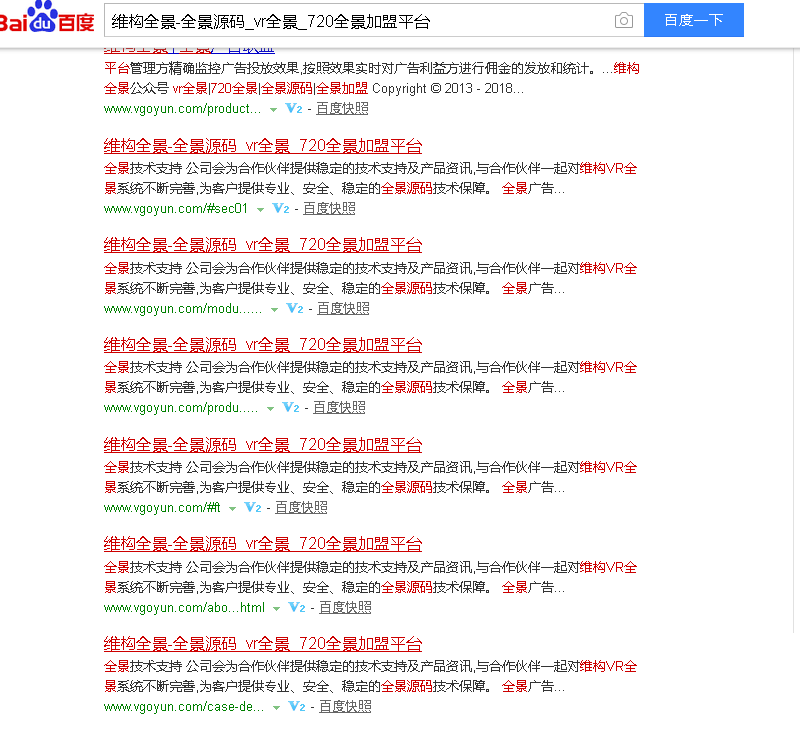 Bai du 百度
维构全景-全景源码_vr全景_720全景加盟平台
百度一下
维构全景|全景广告联盟
平台管理方精确监控广告投放效果,按照效果实时对广告利益方进行佣金的发放和统计。...维构
全景公众号 vr全景|720全景|全景源码|全景加盟 Copyright © 2013 - 2018...
www.vgoyun.com/product... V2 - 百度快照
维构全景-全景源码_vr全景_720全景加盟平台
全景技术支持 公司会为合作伙伴提供稳定的技术支持及产品资讯,与合作伙伴一起对维构VR全
景系统不断完善,为客户提供专业、安全、稳定的全景源码技术保障。 全景广告...
www.vgoyun.com/#sec01 V2 - 百度快照
维构全景-全景源码_vr全景_720全景加盟平台
全景技术支持 公司会为合作伙伴提供稳定的技术支持及产品资讯,与合作伙伴一起对维构VR全
景系统不断完善,为客户提供专业、安全、稳定的全景源码技术保障。 全景广告...
www.vgoyun.com/modu...... V2 - 百度快照
维构全景-全景源码_vr全景_720全景加盟平台
全景技术支持 公司会为合作伙伴提供稳定的技术支持及产品资讯,与合作伙伴一起对维构VR全
景系统不断完善,为客户提供专业、安全、稳定的全景源码技术保障。 全景广告...
www.vgoyun.com/produ..... V2 - 百度快照
维构全景-全景源码_vr全景_720全景加盟平台
全景技术支持 公司会为合作伙伴提供稳定的技术支持及产品资讯,与合作伙伴一起对维构VR全
景系统不断完善,为客户提供专业、安全、稳定的全景源码技术保障。 全景广告...
www.vgoyun.com/#ft V2 - 百度快照
维构全景-全景源码_vr全景_720全景加盟平台
全景技术支持 公司会为合作伙伴提供稳定的技术支持及产品资讯,与合作伙伴一起对维构VR全
景系统不断完善,为客户提供专业、安全、稳定的全景源码技术保障。 全景广告...
www.vgoyun.com/abo...html V2 - 百度快照
维构全景-全景源码_vr全景_720全景加盟平台
全景技术支持 公司会为合作伙伴提供稳定的技术支持及产品资讯,与合作伙伴一起对维构VR全
景系统不断完善,为客户提供专业、安全、稳定的全景源码技术保障。 全景广告...
www.vgoyun.com/case-de... V2 - 百度快照